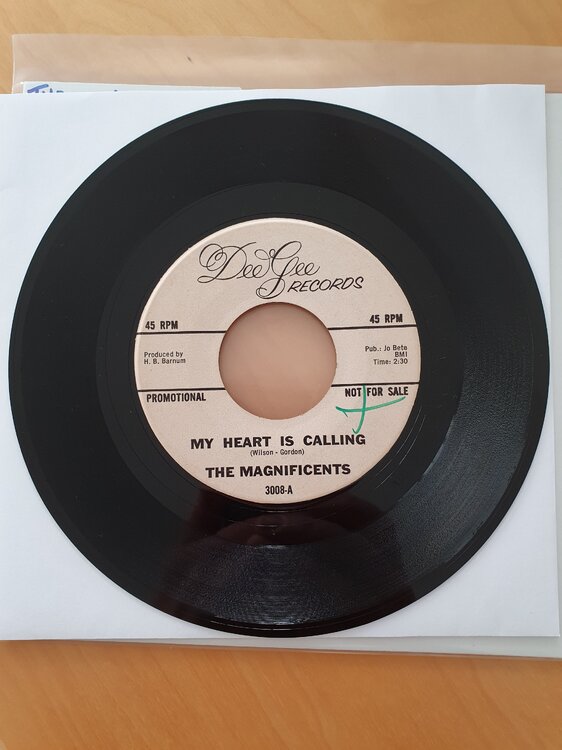 Dee Gee
RECORDS
45 RPM
45 RPM
Produced by
H. B. Barnum
Pub.: Jo Beta
BMI
Time: 2:30
PROMOTIONAL
NOT FOR SALE
MY HEART IS CALLING
(Wilson - Gordon)
THE MAGNIFICENTS
3008-A